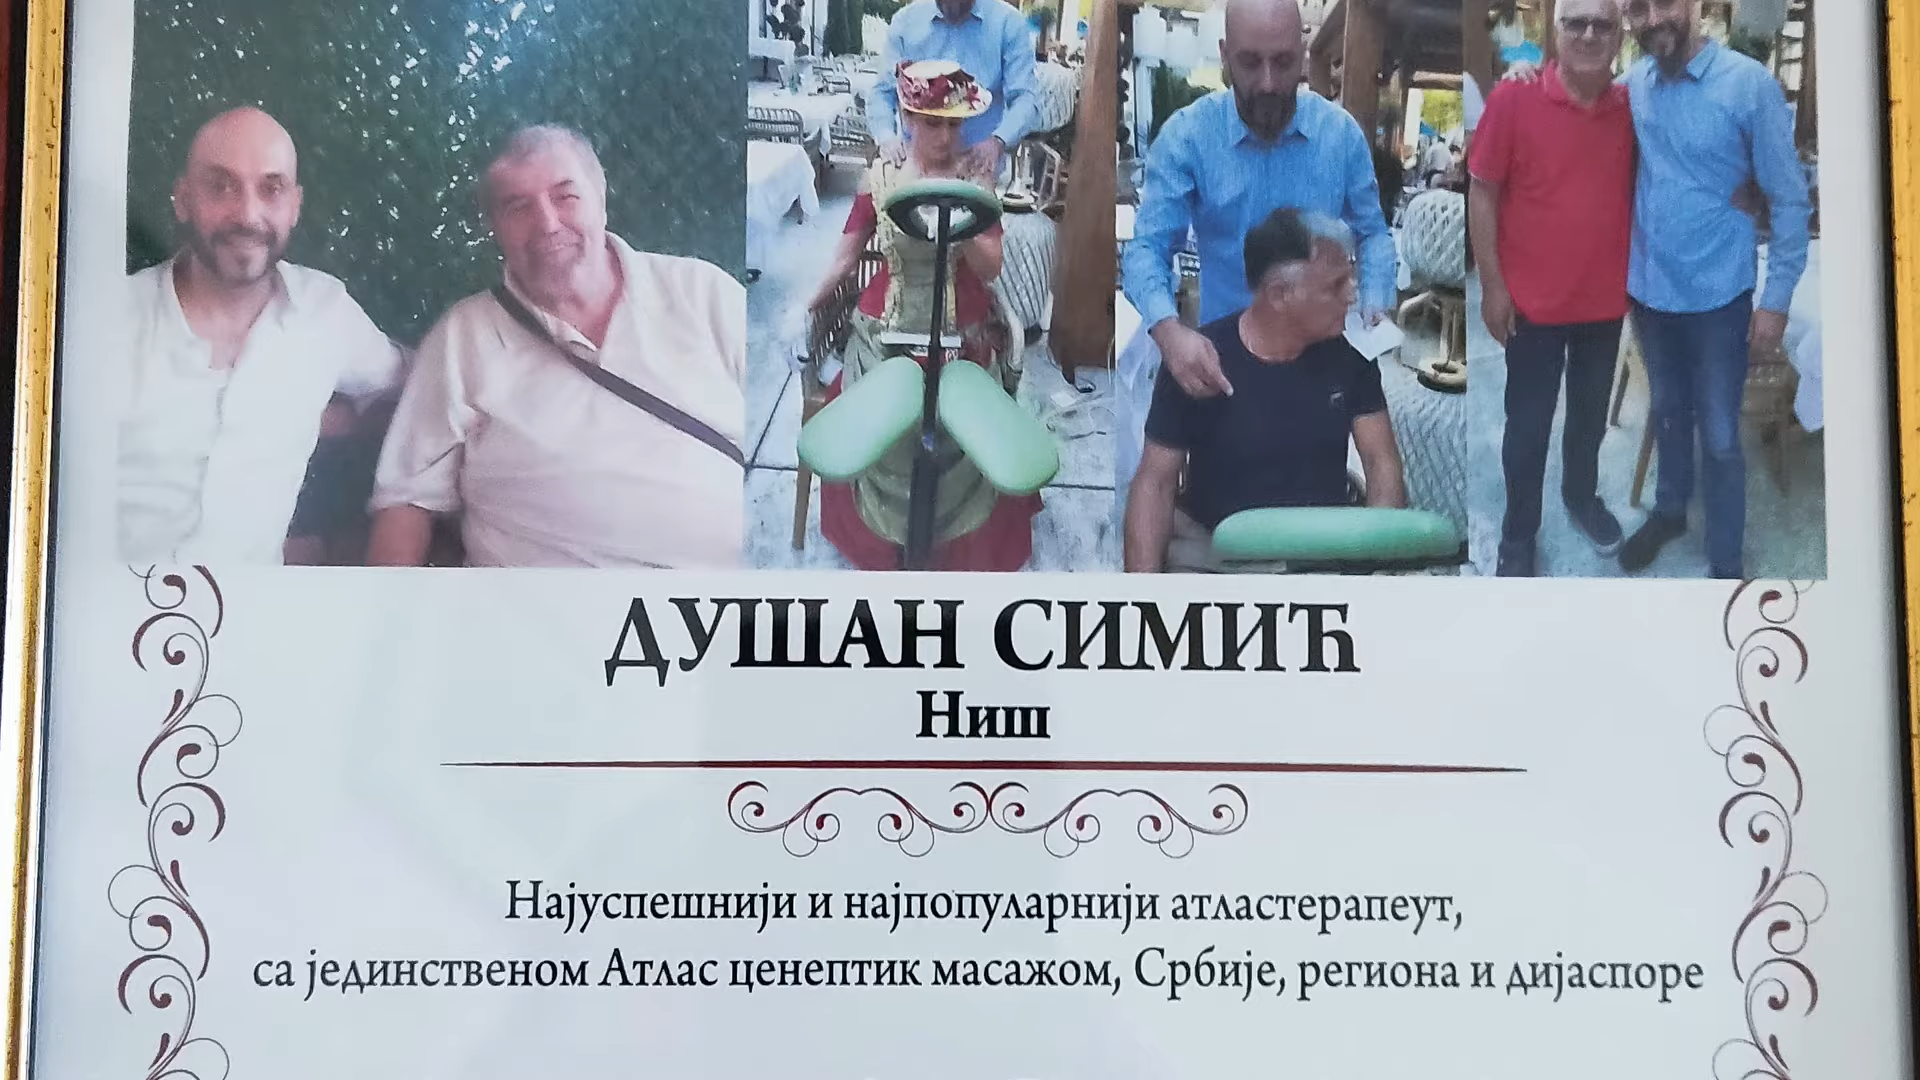 ДУШАН СИМИЋ
Ниш
Најуспешнији и најпопуларнији атластерапеут,
са јединственом Атлас ценептик масажом, Србије, региона и дијаспоре